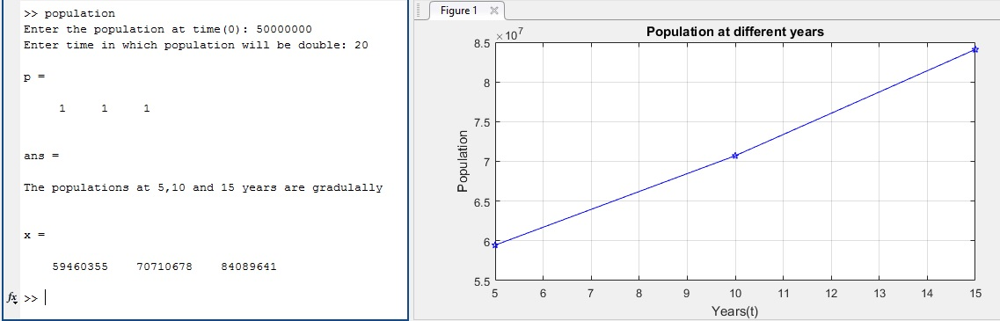 >> population
Enter the population at time(0): 50000000
Enter time in which population will be double: 20
p =
1 1 1
ans =
The populations at 5,10 and 15 years are gradulally
x =
59460355 70710678 84089641
fx >>
Figure 1
Population at different years
×10^7
8.5
8
7.5
7
6.5
6
5.5
Population
5 6 7 8 9 10 11 12 13 14 15
Years(t)